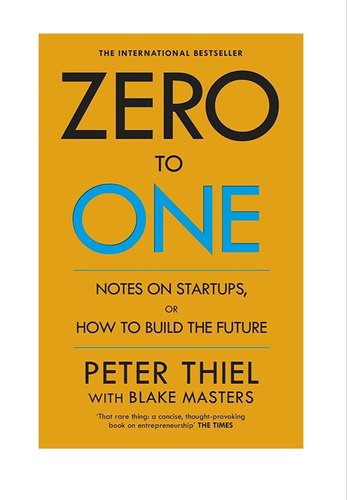 THE INTERNATIONAL BESTSELLER
ZERO
TO
ONE
NOTES ON STARTUPS,
OR
HOW TO BUILD THE FUTURE
PETER THIEL
WITH BLAKE MASTERS
'That rare thing: a concise, thought-provoking
book on entrepreneurship' THE TIMES